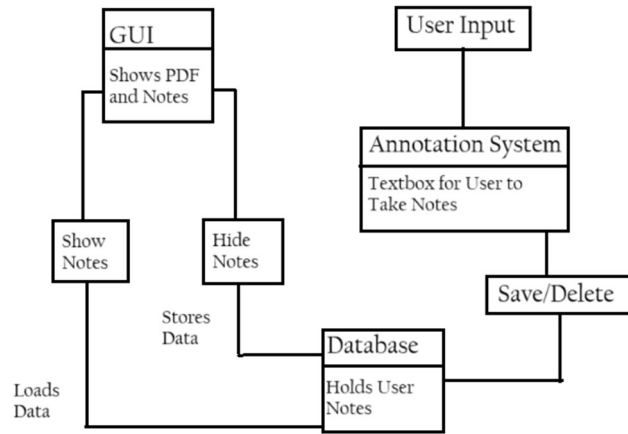 GUI
Shows PDF
and Notes
User Input
Annotation System
Textbox for User to
Take Notes
Show
Notes
Hide
Notes
Save/Delete
Stores
Data
Database
Holds User
Notes
Loads
Data